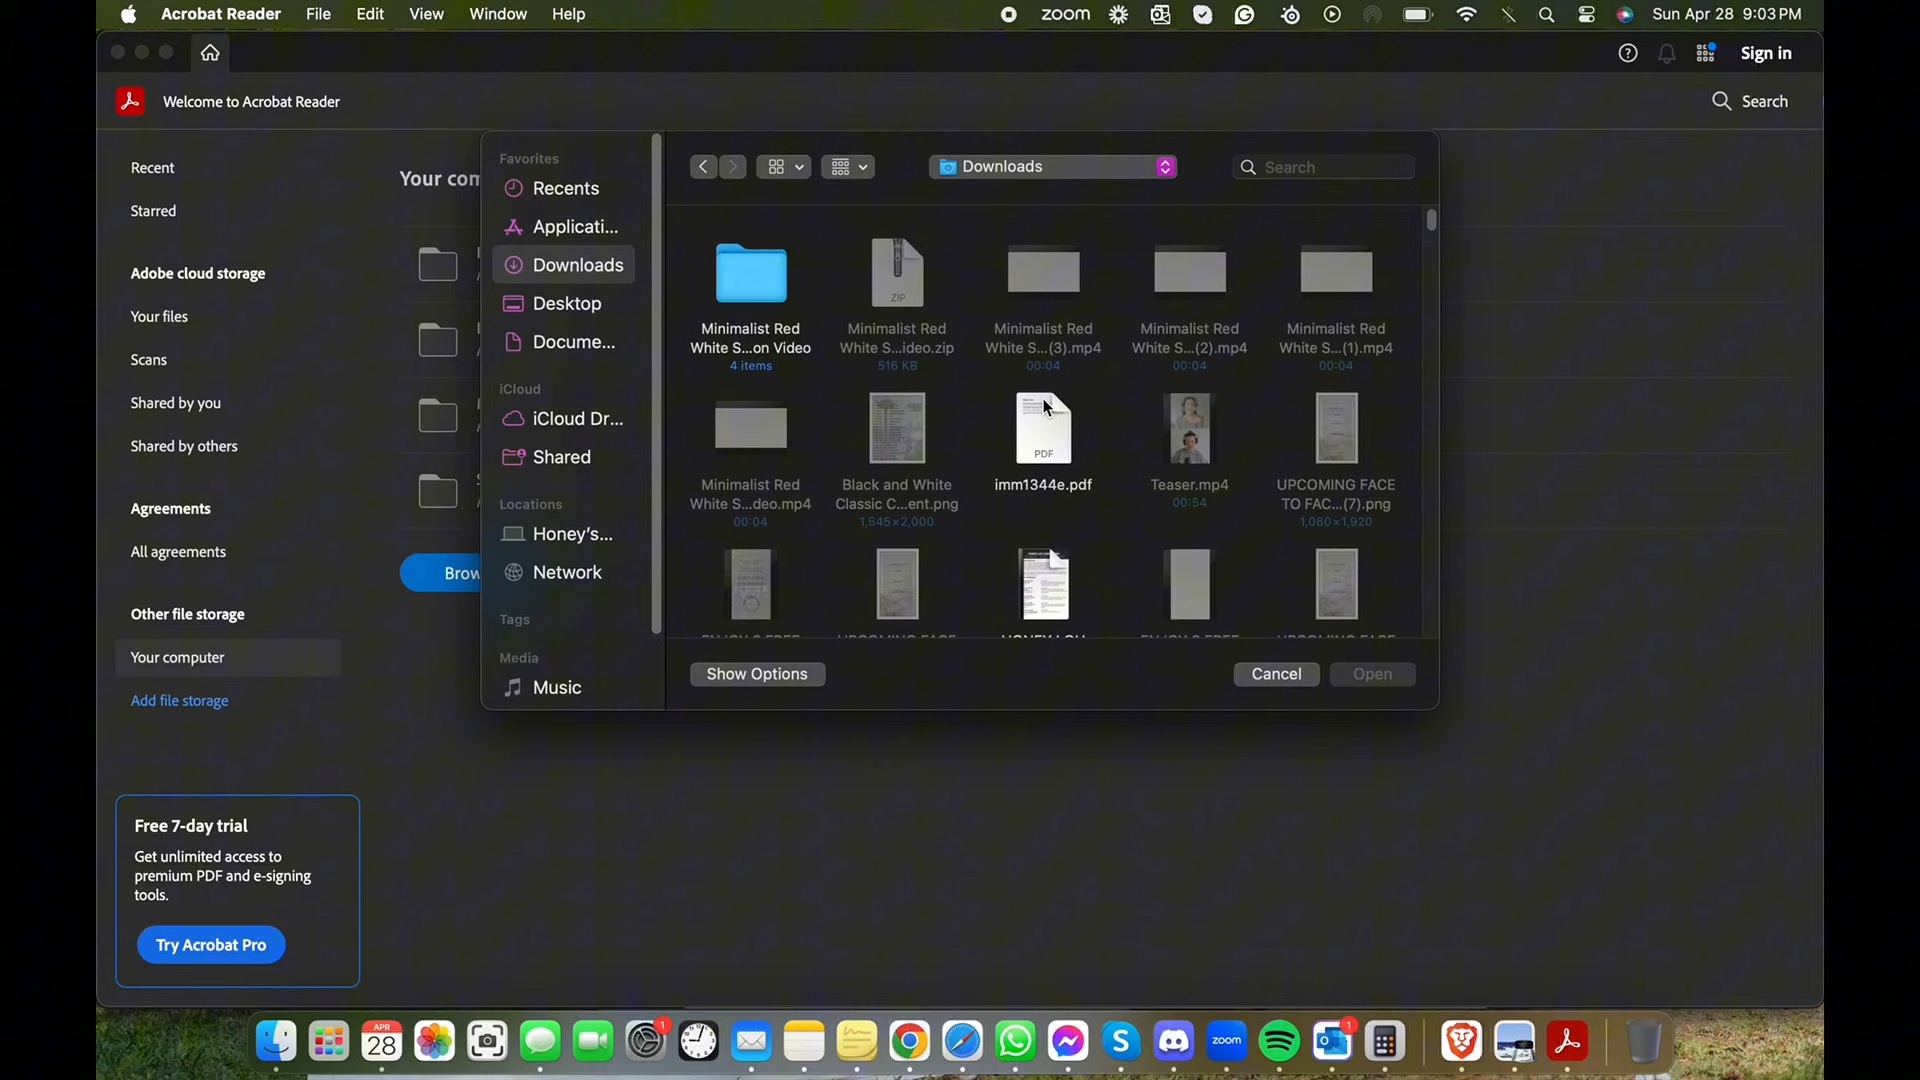 Acrobat Reader File Edit View Window Help
zoom
Sun Apr 28 9:03 PM
Sign in
Welcome to Acrobat Reader
Search
Recent
Starred
Adobe cloud storage
Your files
Scans
Shared by you
Shared by others
Agreements
All agreements
Other file storage
Your computer
Add file storage
Free 7-day trial
Get unlimited access to
premium PDF and e-signing
tools.
Try Acrobat Pro
Your com
Brow
Favorites
Recents
Applicati...
Downloads
Desktop
Docume...
iCloud
iCloud Dr...
Shared
Locations
Honey's...
Network
Tags
Media
Music
Downloads
Search
Minimalist Red
White S...on Video
4 items
ZIP
Minimalist Red
White S...ideo.zip
516 KB
Minimalist Red
White S...(3).mp4
00:04
Minimalist Red
White S...(2).mp4
00:04
Minimalist Red
White S...(1).mp4
00:04
Minimalist Red
White S...deo.mp4
00:04
Black and White
Classic C...ent.png
1,545×2,000
PDF
imm1344e.pdf
Teaser.mp4
00:54
UPCOMING FACE
TO FAC...(7).png
1,080×1,920
Show Options
Cancel
Open
APR
28
1
zoom
1